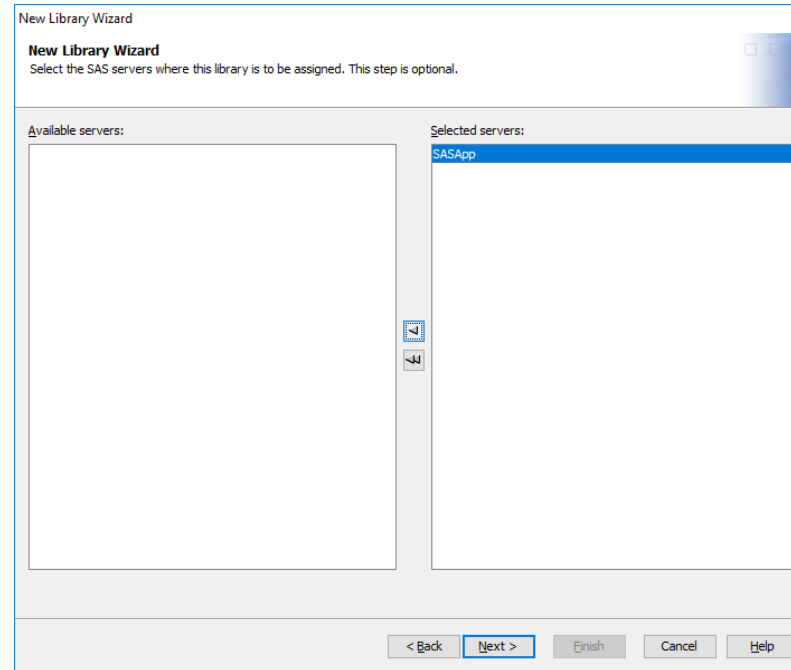 New Library Wizard
New Library Wizard
Select the SAS servers where this library is to be assigned. This step is optional.
Available servers:
Selected servers:
SASApp
< Back
Next >
Finish
Cancel
Help